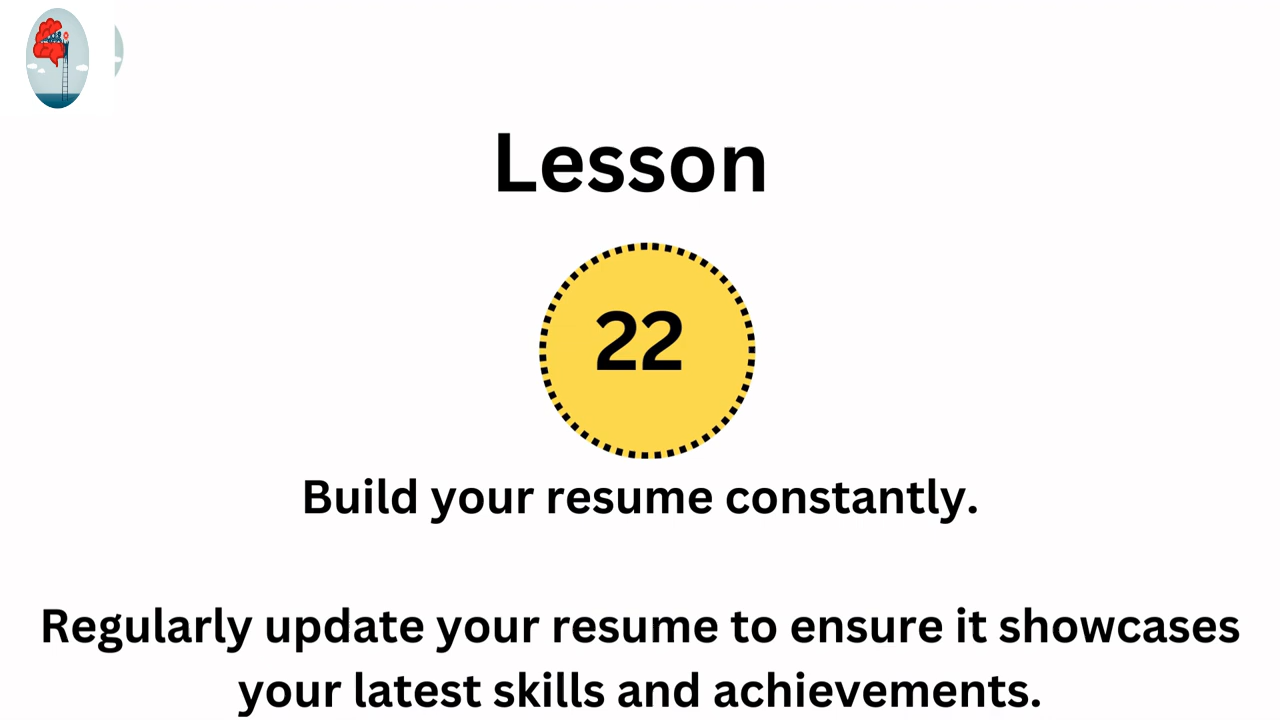 Lesson
22
Build your resume constantly.
Regularly update your resume to ensure it showcases
your latest skills and achievements.